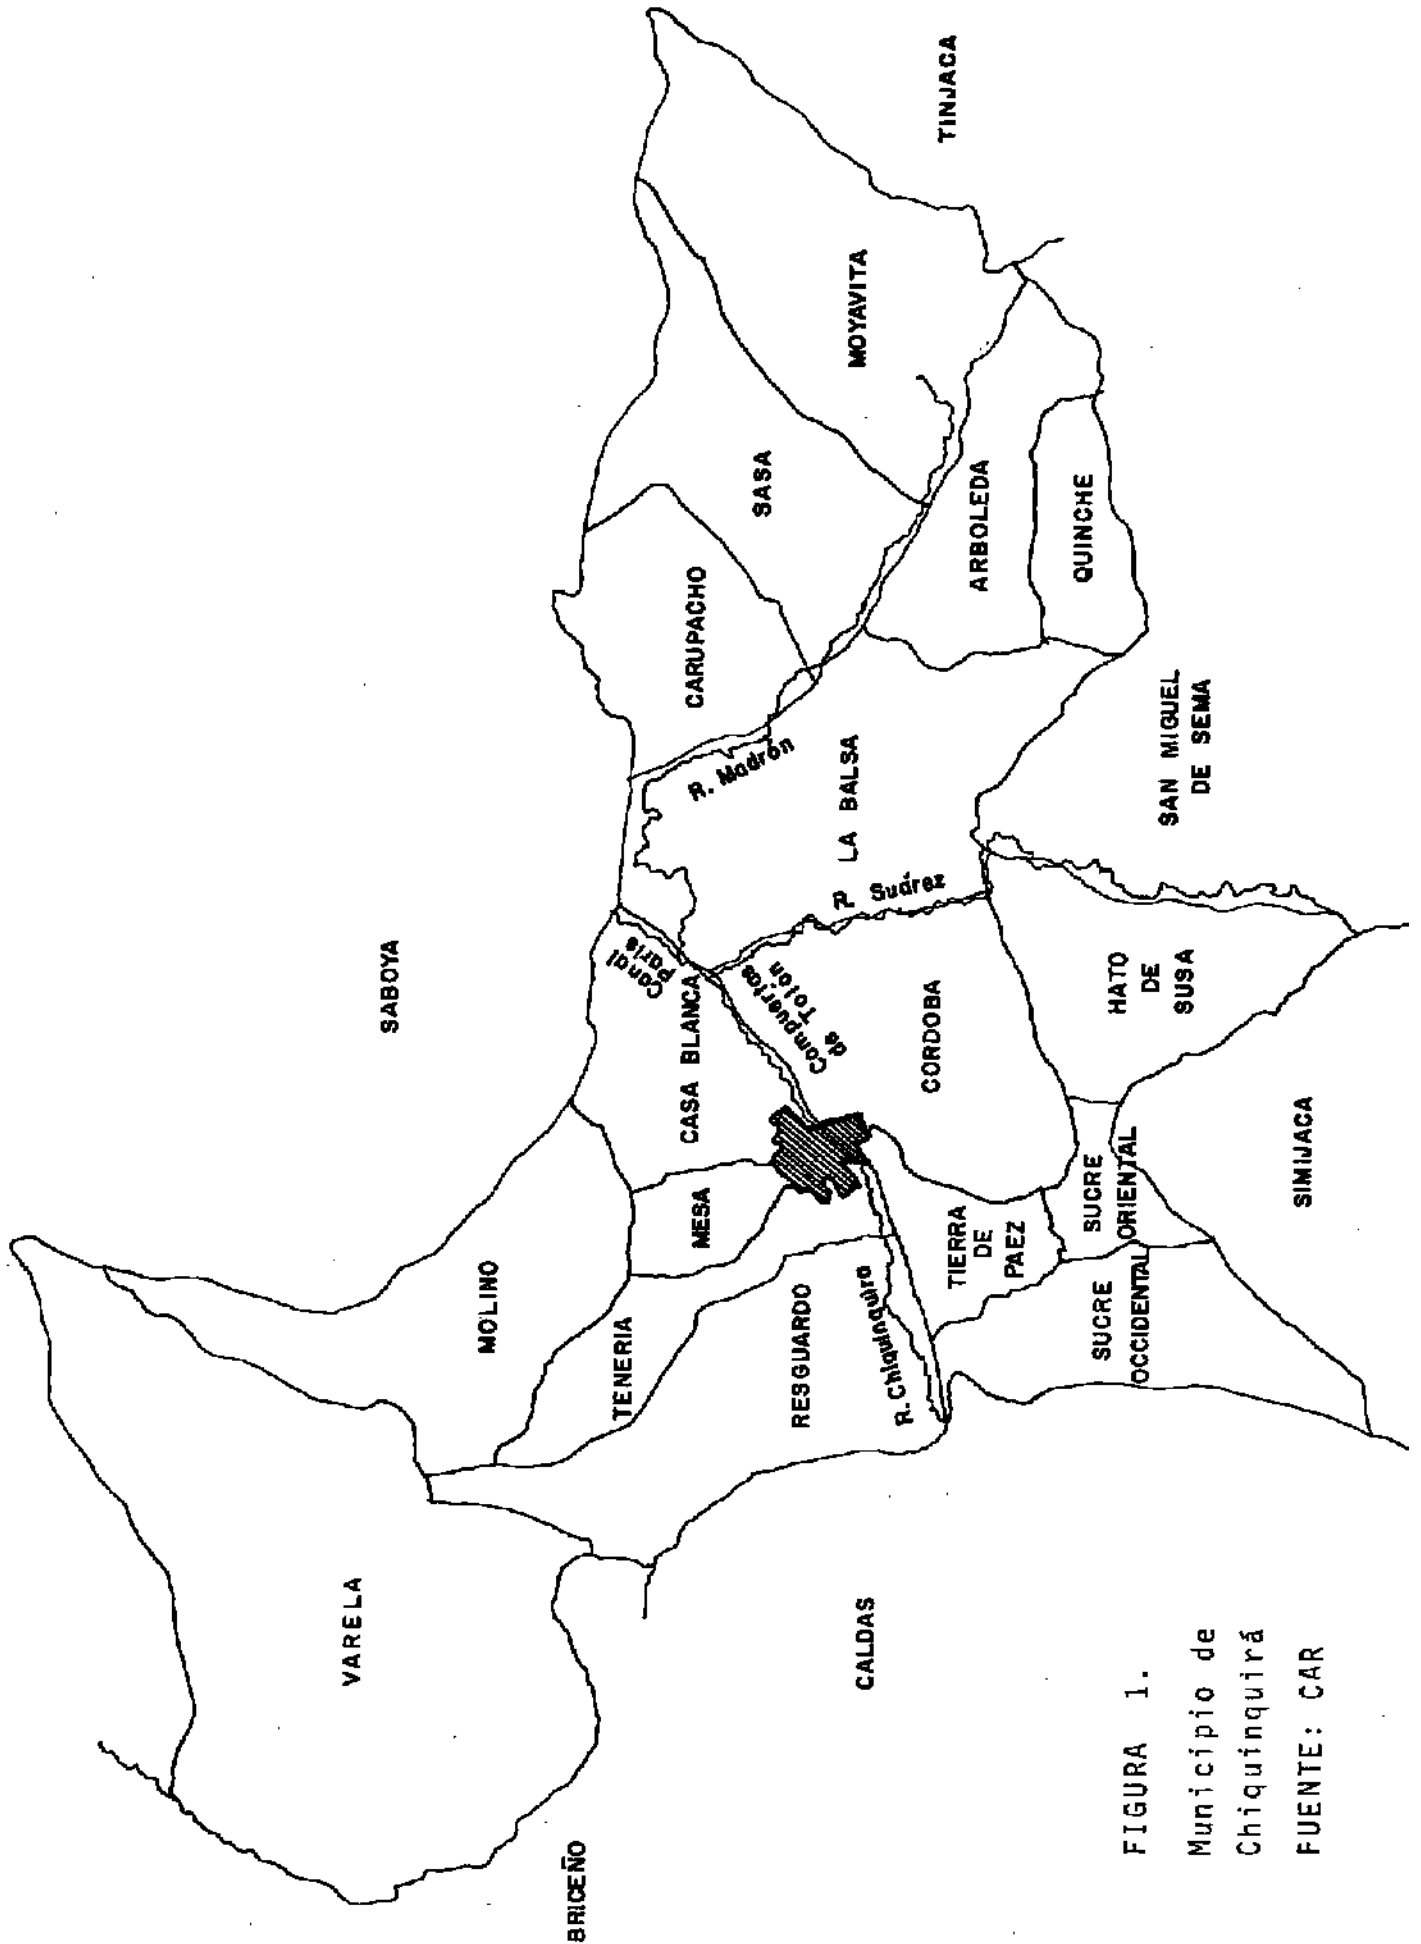 BRICEÑO
VARELA
SABOYA
MOLINO
TENERIA
MESA
CASA BLANCA
Canal
Paris
CARUPACHO
SASA
MOYAVITA
TINJACA
R. Madrón
LA BALSA
R. Suárez
Compuertas
de Tolon
CORDOBA
RESGUARDO
R. Chiquinquira
CALDAS
TIERRA
DE
PAEZ
ARBOLEDA
QUINCHE
SUCRE
ORIENTAL
SUCRE
OCCIDENTAL
HATO
DE
SUSA
SAN MIGUEL
DE SEMA
SIMIJACA
FIGURA 1.
Municipio de
Chiquinquirá
FUENTE: CAR